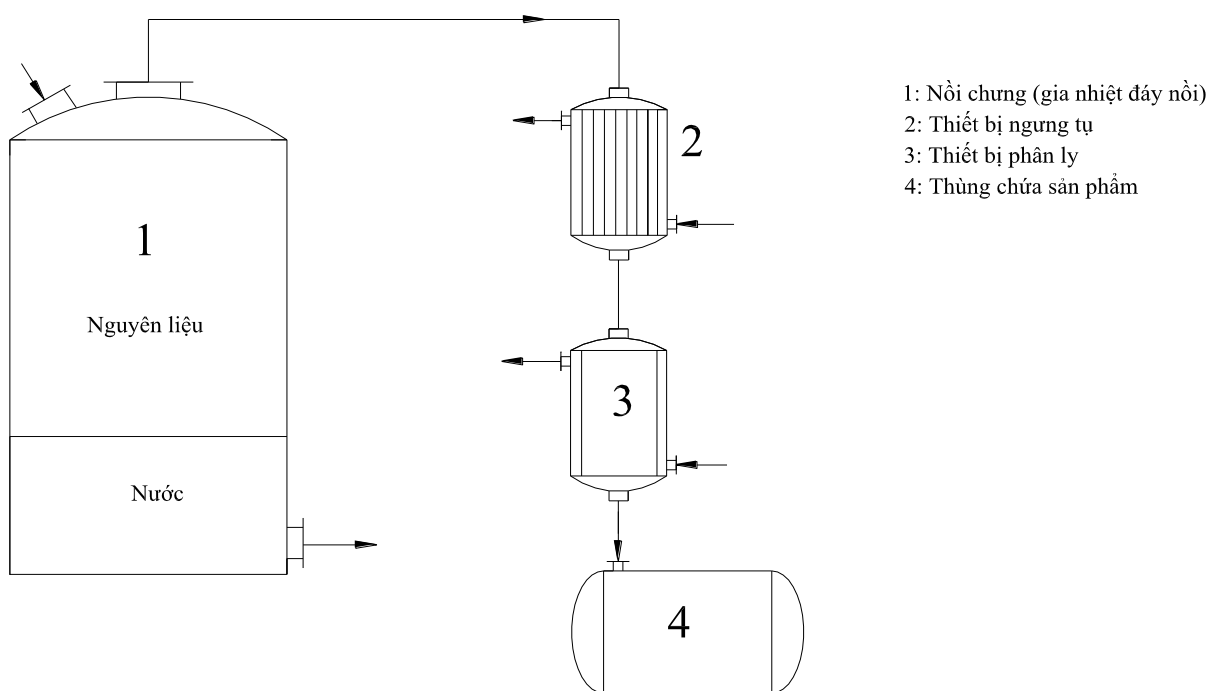 1: Nồi chưng (gia nhiệt đáy nồi)
2: Thiết bị ngưng tụ
3: Thiết bị phân ly
4: Thùng chứa sản phẩm
1
Nguyên liệu
Nước
2
3
4